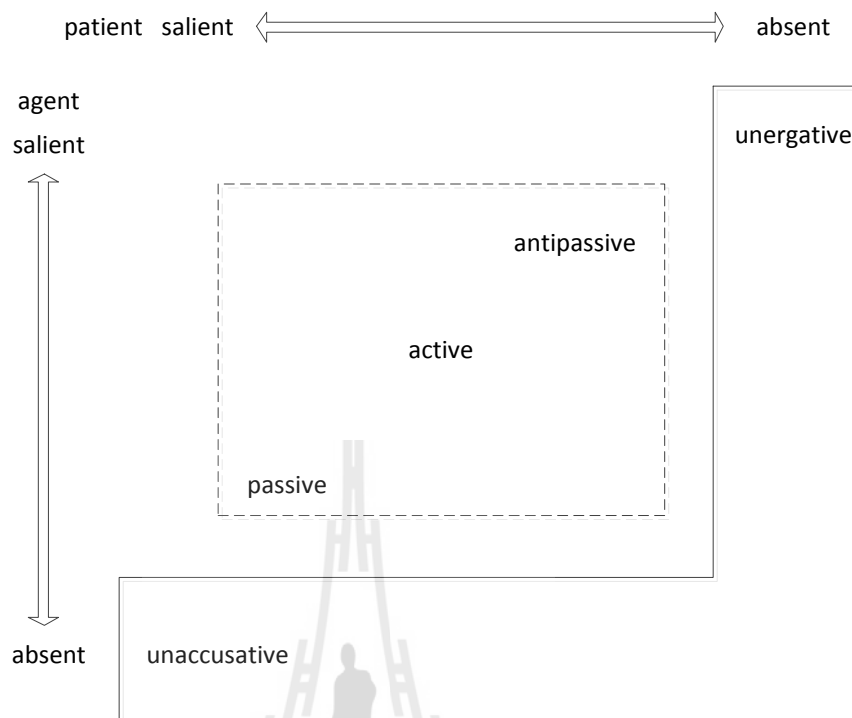 patient salient absent
agent
salient
unergative
antipassive
active
passive
absent unaccusative